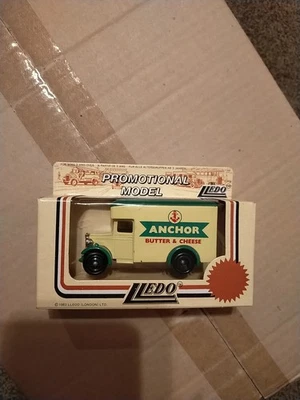 PROMOTIONAL
MODEL
LLEDO
ANCHOR
BUTTER & CHEESE
LLEDO